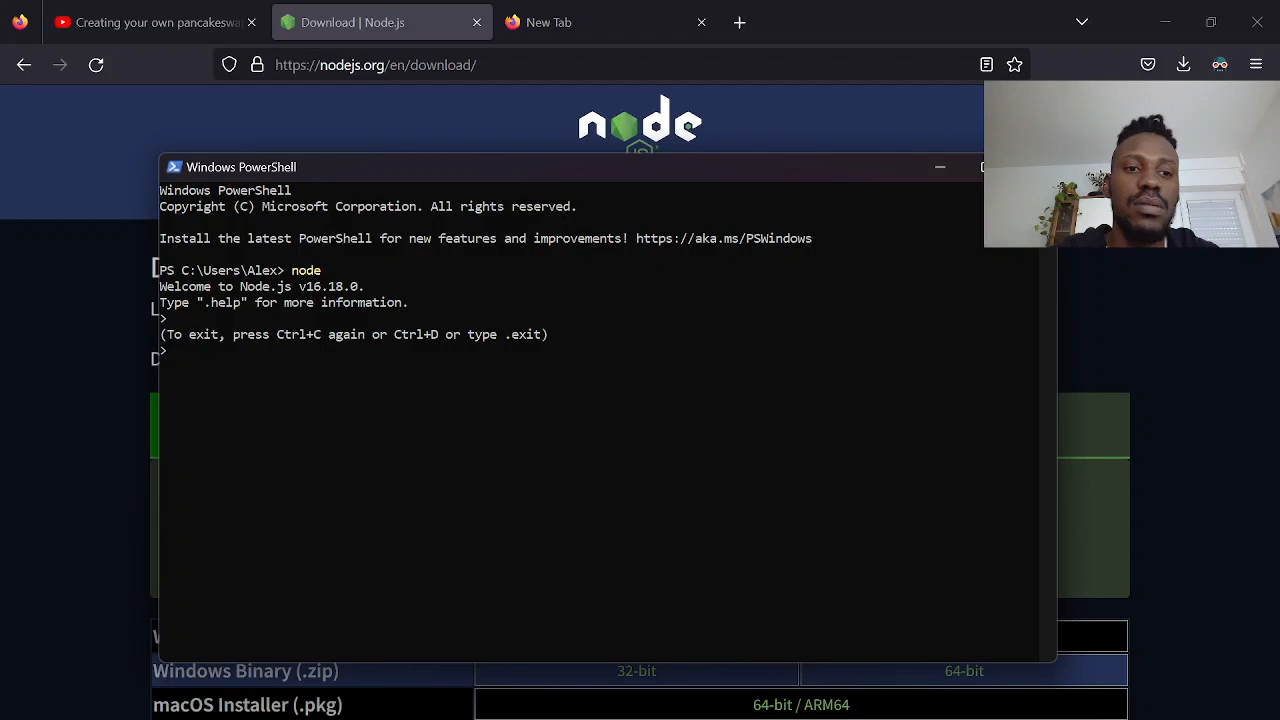 Creating your own pancakeswa
Download | Node.js
New Tab
https://nodejs.org/en/download/
node
JS
Windows PowerShell
Windows PowerShell
Copyright (C) Microsoft Corporation. All rights reserved.
Install the latest PowerShell for new features and improvements! https://aka.ms/PSWindows
PS C:\Users\Alex> node
Welcome to Node.js v16.18.0.
Type ".help" for more information.
>
(To exit, press Ctrl+C again or Ctrl+D or type .exit)
>
Windows Binary (.zip)
32-bit
64-bit
macOS Installer (.pkg)
64-bit / ARM64